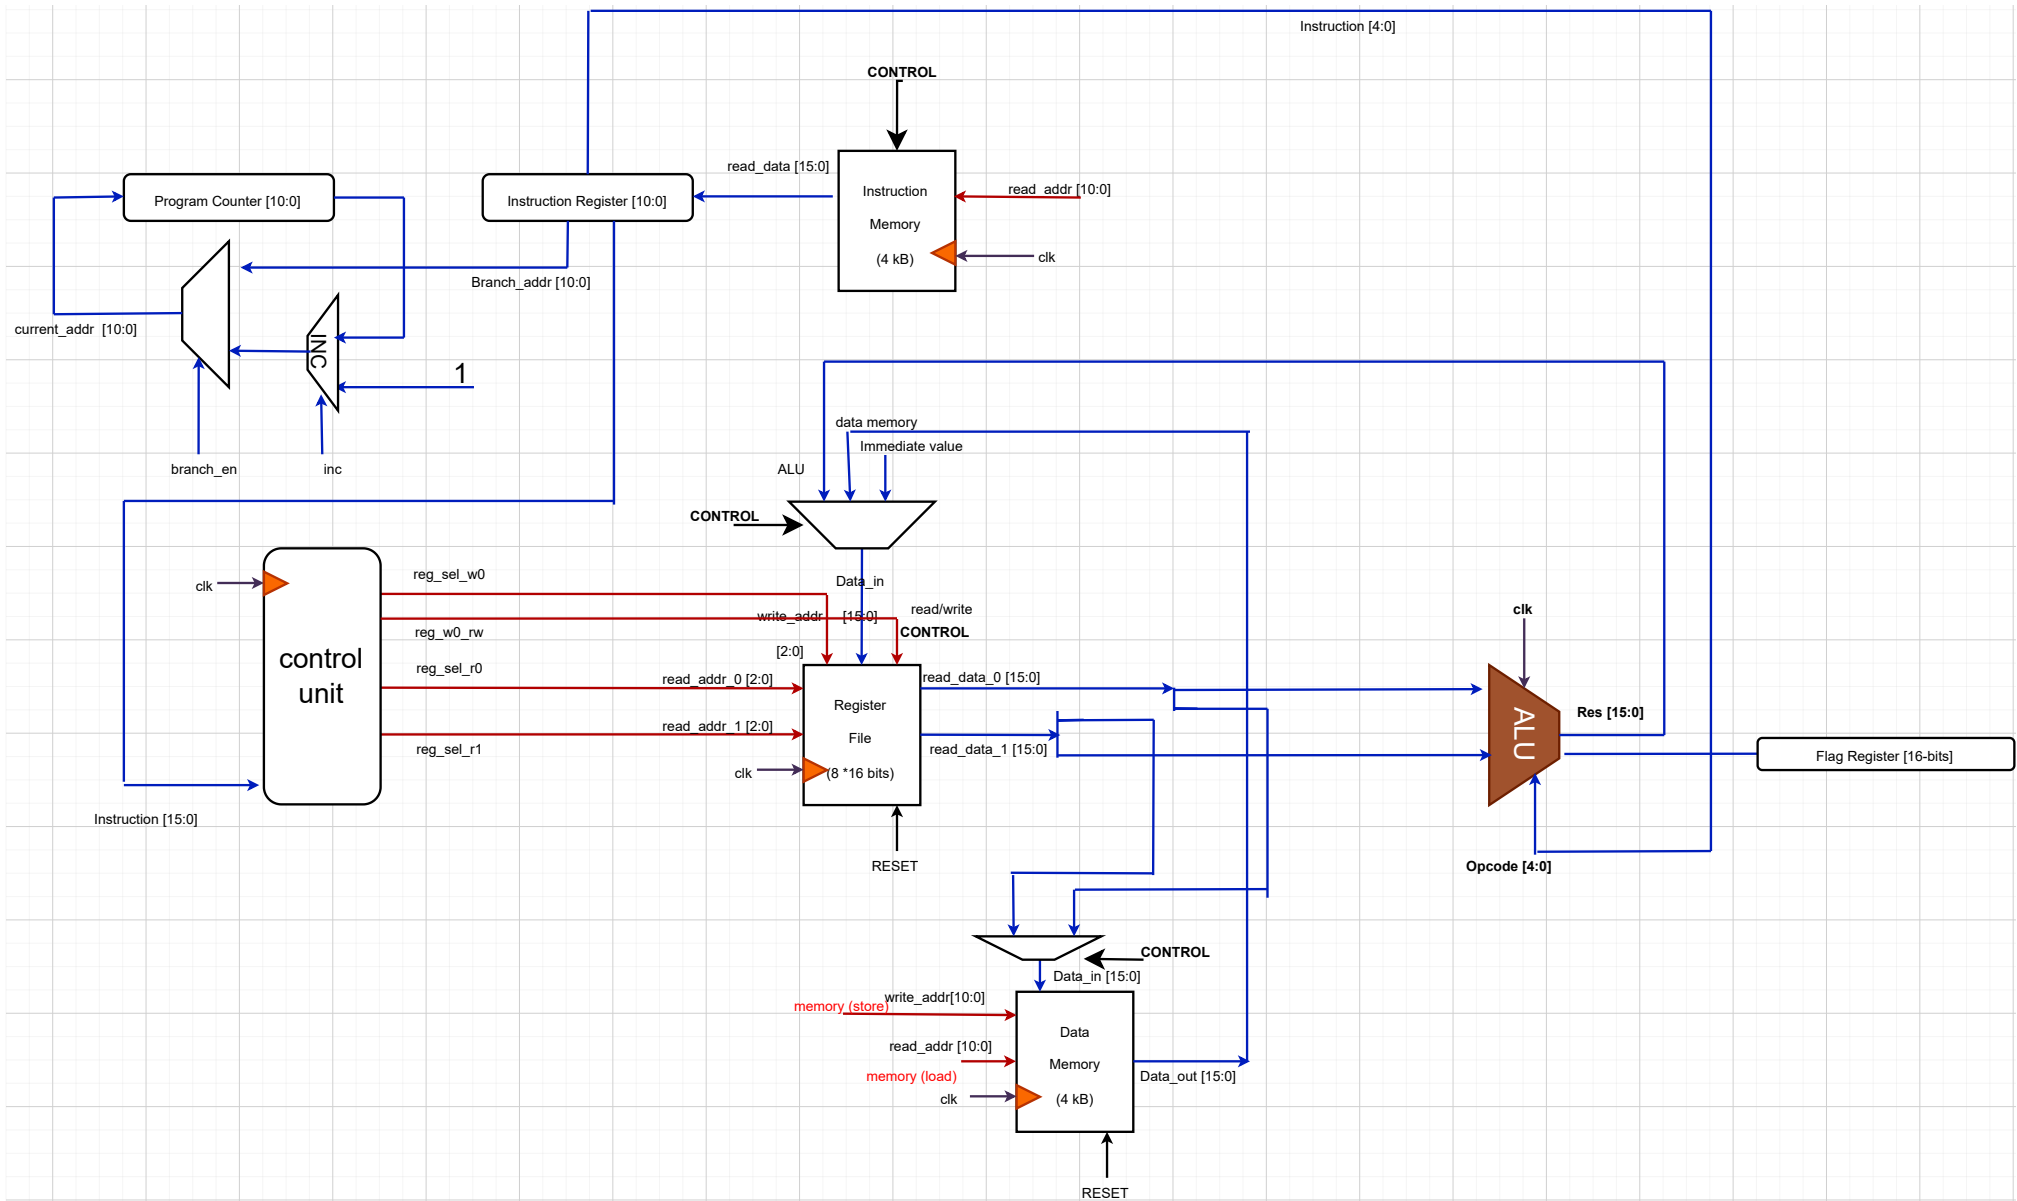 Instruction [4:0]
CONTROL
read_data [15:0]
Instruction
Memory
(4 kB)
read_addr [10:0]
clk
Program Counter [10:0]
Instruction Register [10:0]
Branch_addr [10:0]
current_addr [10:0]
INC
1
branch_en
inc
data memory
Immediate value
ALU
CONTROL
Data_in
[15:0]
write_addr
[2:0]
read/write
CONTROL
clk
control
unit
reg_sel_w0
reg_w0_rw
reg_sel_r0
reg_sel_r1
Instruction [15:0]
read_addr_0 [2:0]
read_addr_1 [2:0]
clk
Register
File
(8 *16 bits)
RESET
read_data_0 [15:0]
read_data_1 [15:0]
clk
ALU
Res [15:0]
Flag Register [16-bits]
Opcode [4:0]
CONTROL
Data_in [15:0]
write_addr[10:0]
memory (store)
read_addr [10:0]
memory (load)
clk
Data
Memory
(4 kB)
Data_out [15:0]
RESET